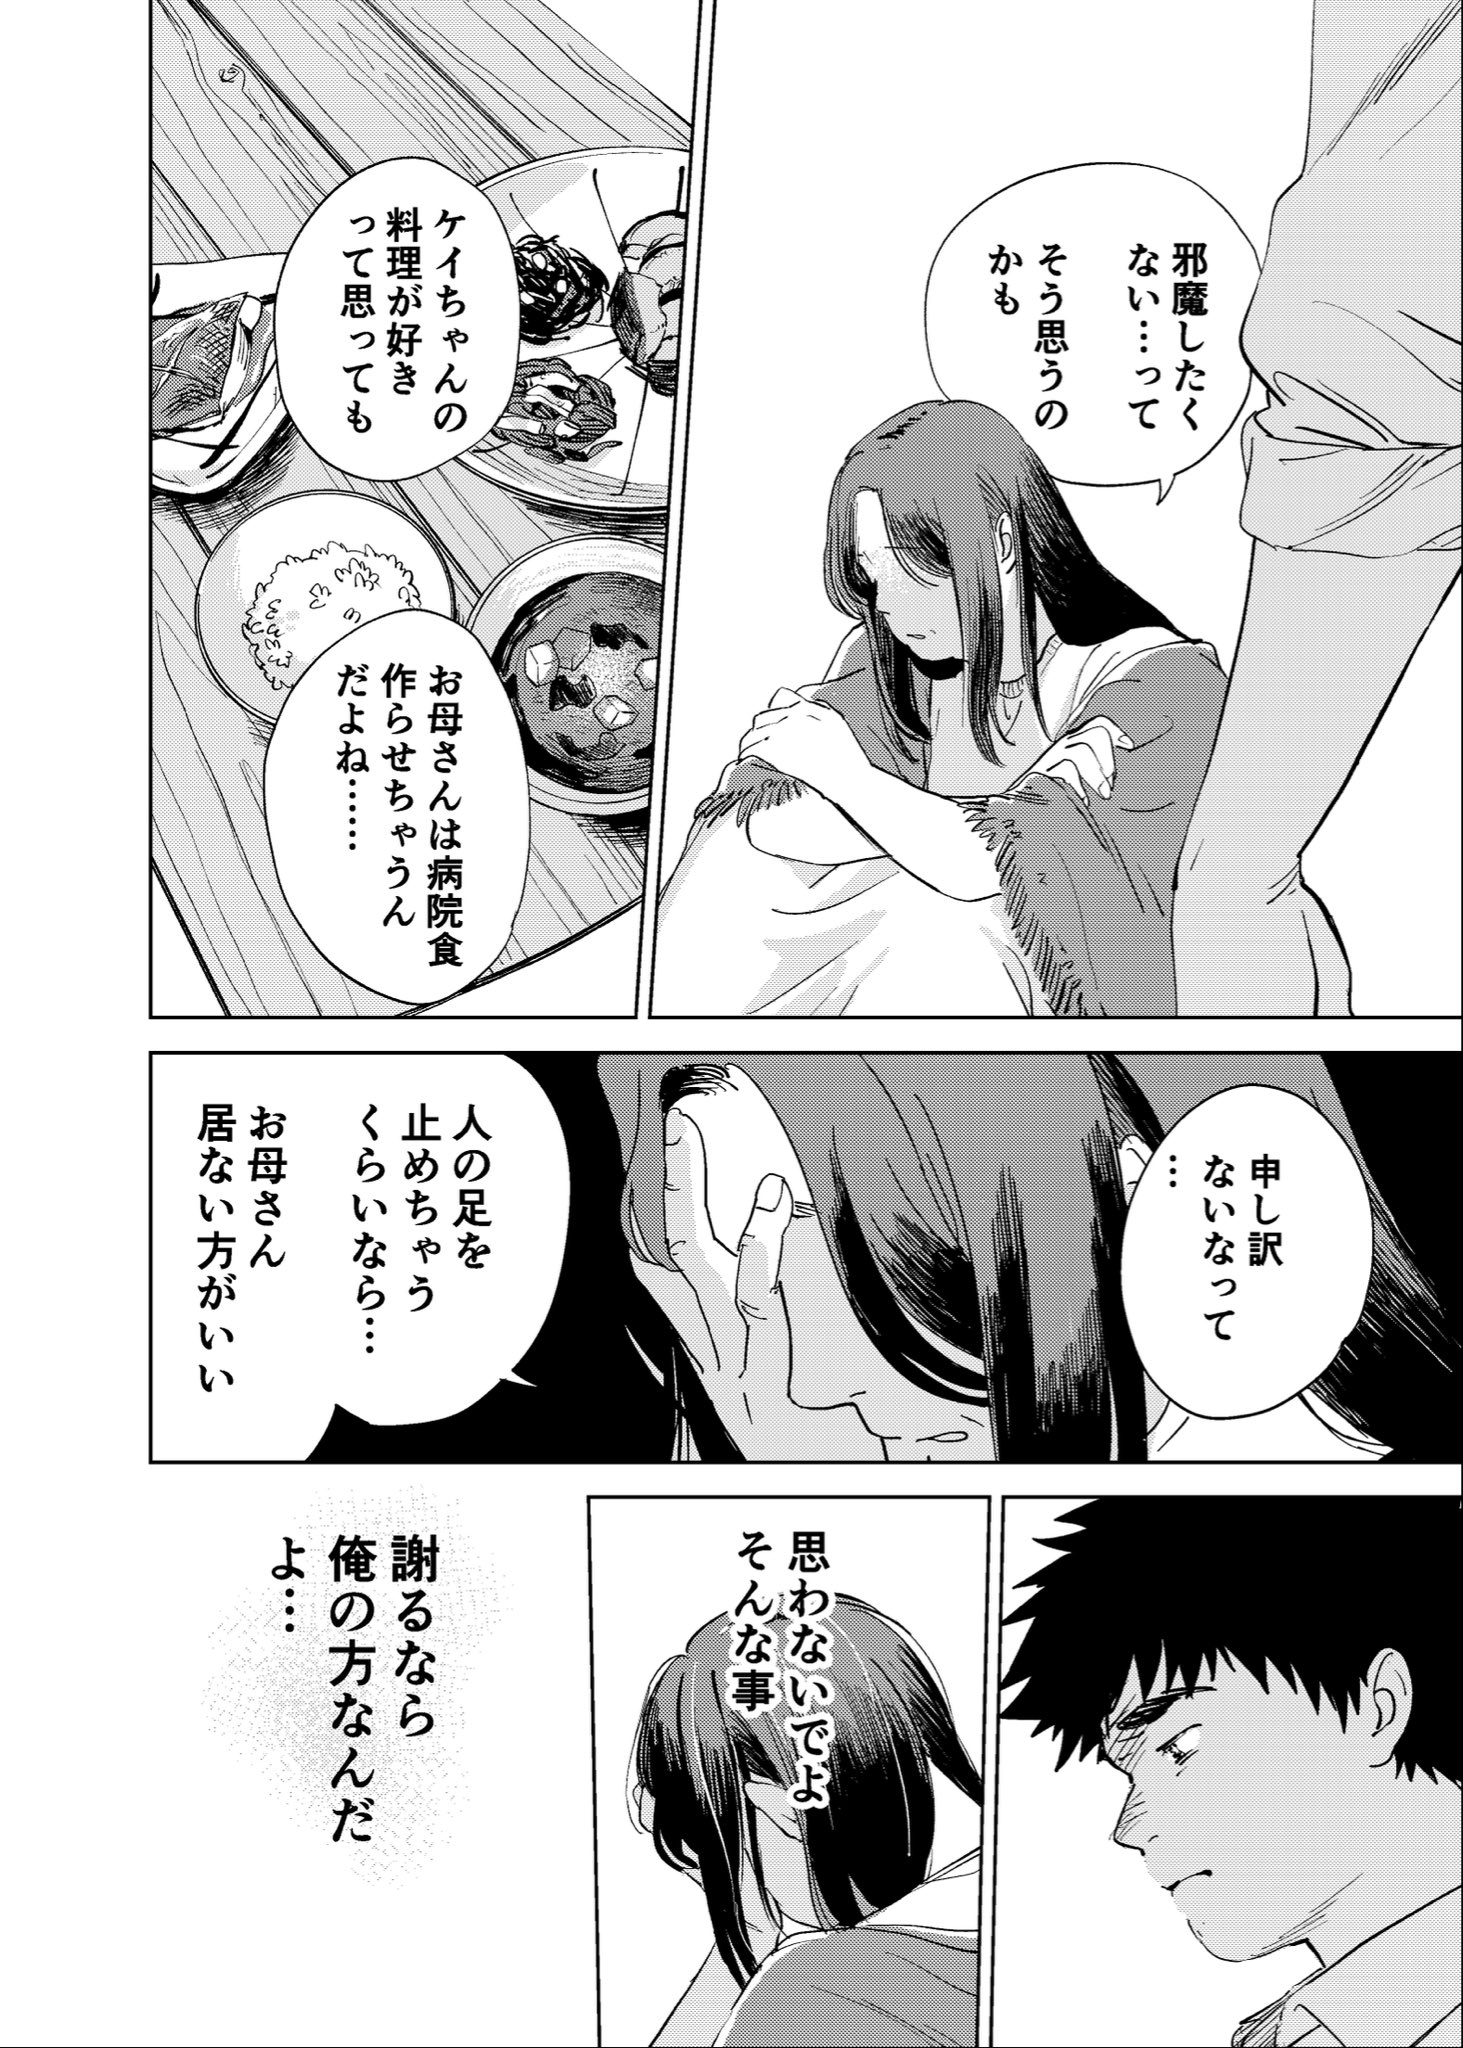 邪魔したく
ない…って
そう思うの
かも
ケイちゃんの
料理が好き
って思っても
お母さんは病院食
作らせちゃうん
だよね……
申し訳
ないなって
…
人の足を
止めちゃう
くらいなら…
お母さん
居ない方がいい
思わないでよ
そんな事
謝るなら
俺の方なんだ
よ…